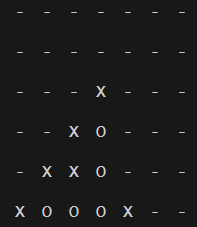 - - - - - - -
- - - - - - -
- - - X - - -
- - X O - - -
- X X O - - -
X O O O X - -